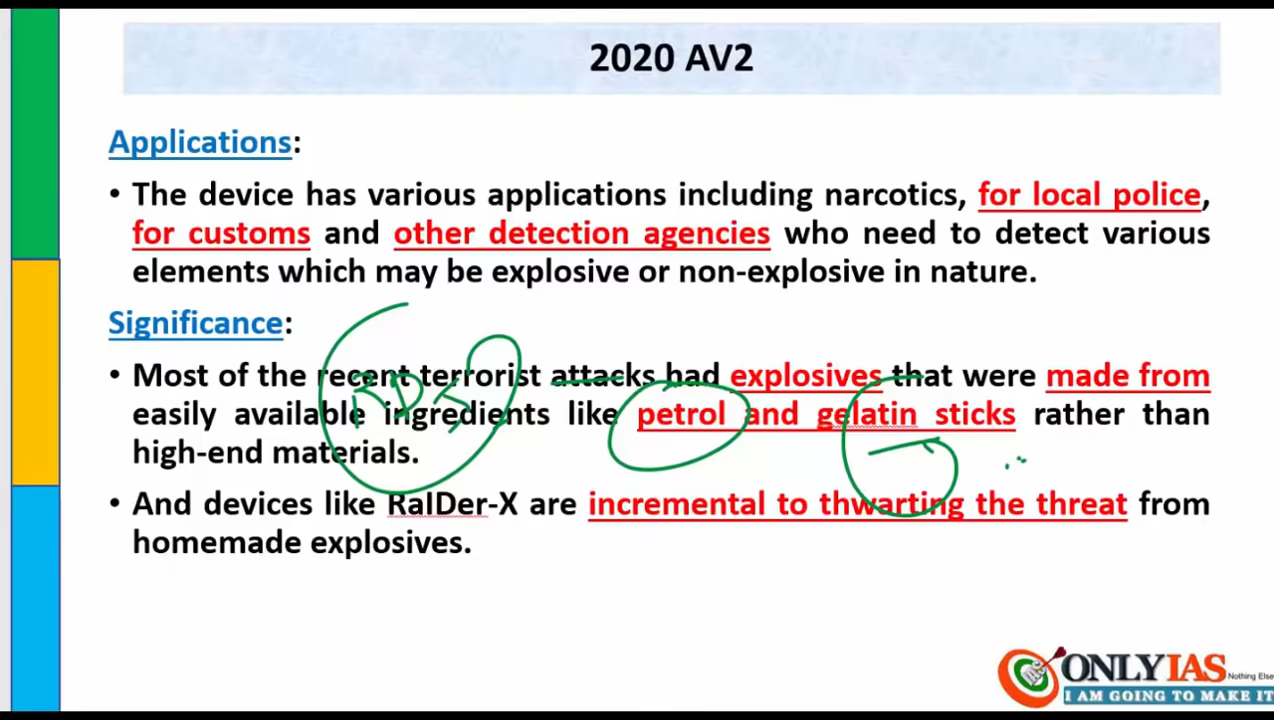 2020 AV2
Applications:
• The device has various applications including narcotics, for local police,
for customs and other detection agencies who need to detect various
elements which may be explosive or non-explosive in nature.
Significance:
• Most of the recent terrorist attacks had explosives that were made from
easily available ingredients like petrol and gelatin sticks rather than
high-end materials.
RDX
• And devices like RaIDer-X are incremental to thwarting the threat from
homemade explosives.
ONLYIAS
Nothing Else
I AM GOING TO MAKE IT